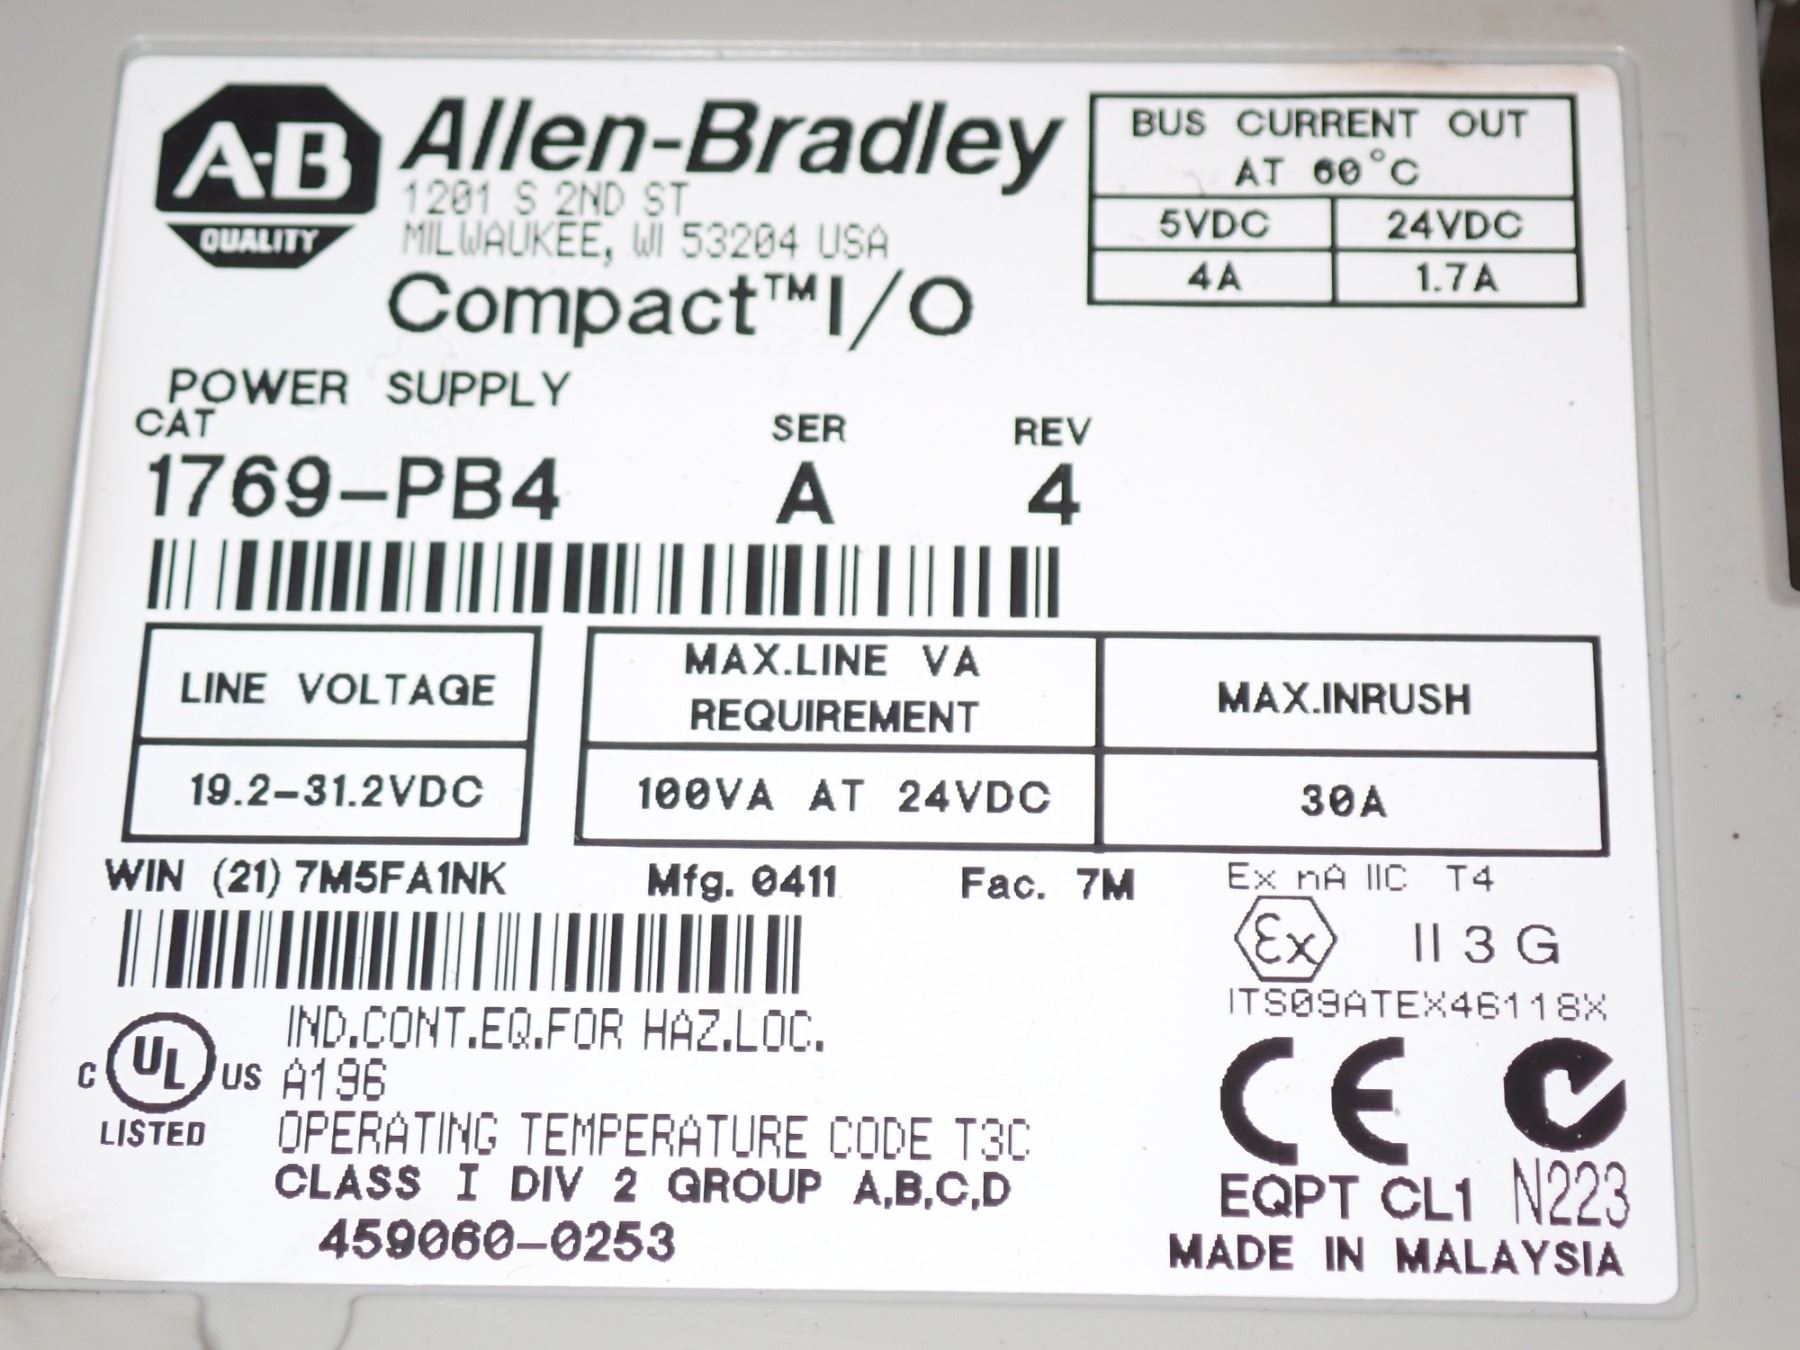 A-B
QUALITY
Allen-Bradley
1201 S 2ND ST
MILWAUKEE, WI 53204 USA
Compact™ I/O
BUS CURRENT OUT
AT 60°C
5VDC 24VDC
4A 1.7A
POWER SUPPLY
CAT SER REV
1769-PB4 A 4
LINE VOLTAGE
19.2-31.2VDC
MAX.LINE VA
REQUIREMENT
MAX.INRUSH
100VA AT 24VDC 30A
WIN (21) 7M5FA1NK Mfg. 0411 Fac. 7M
Ex nA IIC T4
Ex II 3 G
ITS09ATEX46118X
C UL US
LISTED
IND.CONT.EQ.FOR HAZ.LOC.
A196
OPERATING TEMPERATURE CODE T3C
CLASS I DIV 2 GROUP A,B,C,D
459060-0253
CE
EQPT CL1 N223
MADE IN MALAYSIA